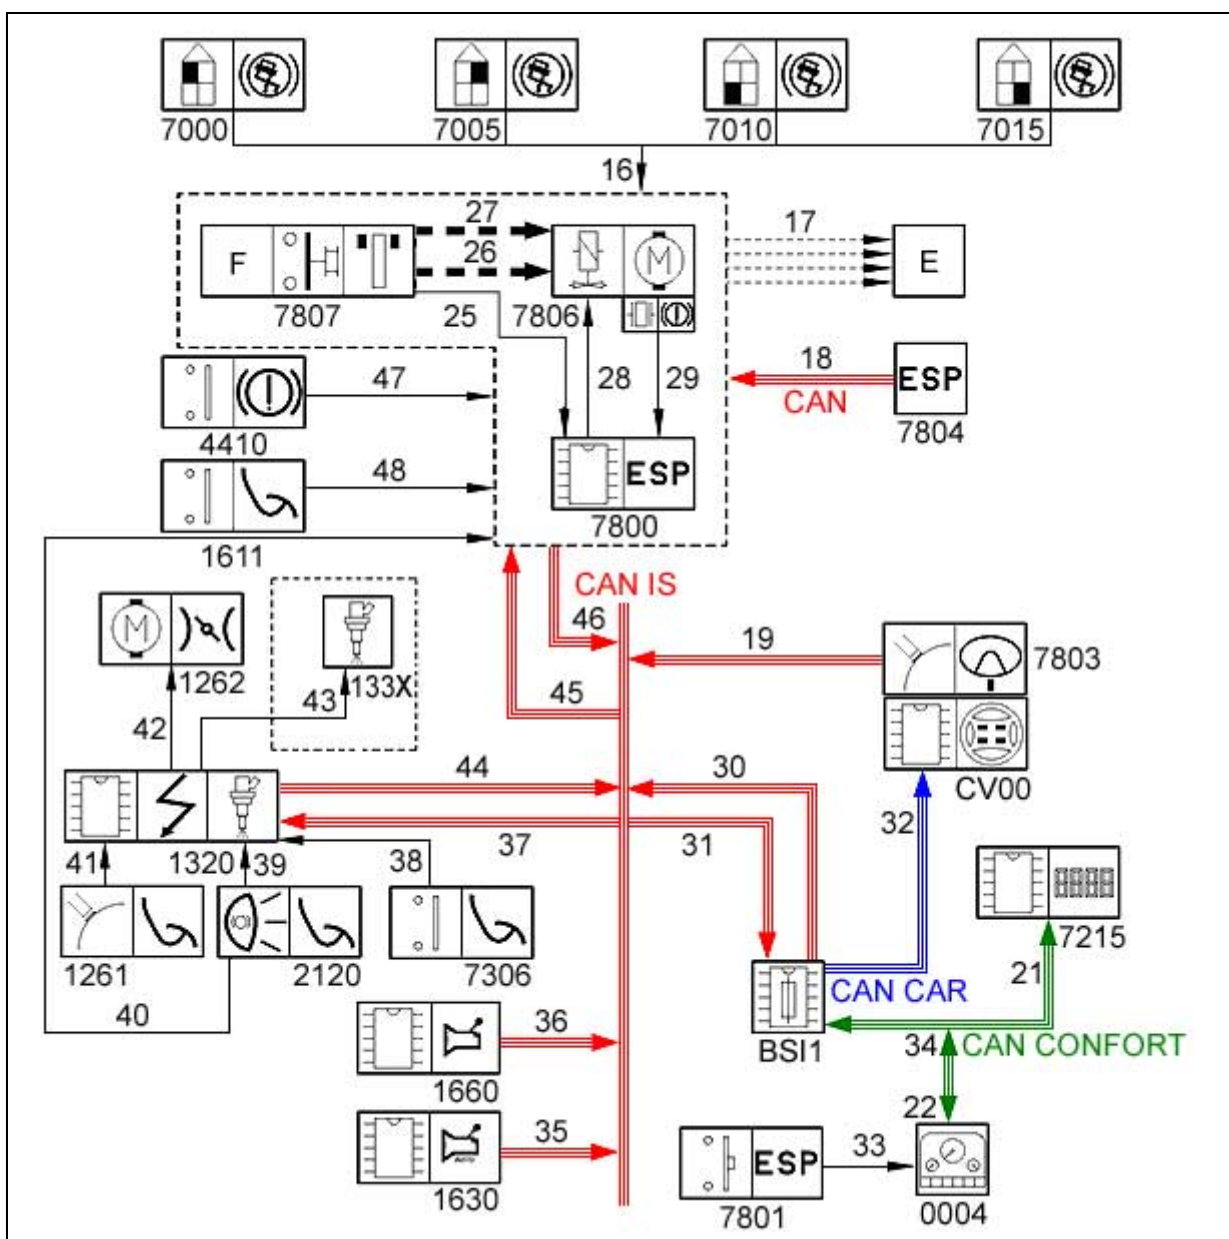 7000 7005 7010 7015
16
27 17
F M E
26
7807 25 7806
28 29 18
47 CAN ESP
4410 7804
48 ESP
7800
1611
CAN IS
M 46 19 7803
1262 133X
43 45
42 CV00
44 30
32
41 1320 39 38 37 31
7215
1261 2120 7306 21
CAN CAR
40 36 BSI1 34 CAN CONFORT
1660 22
35 33
ESP
1630 7801 0004